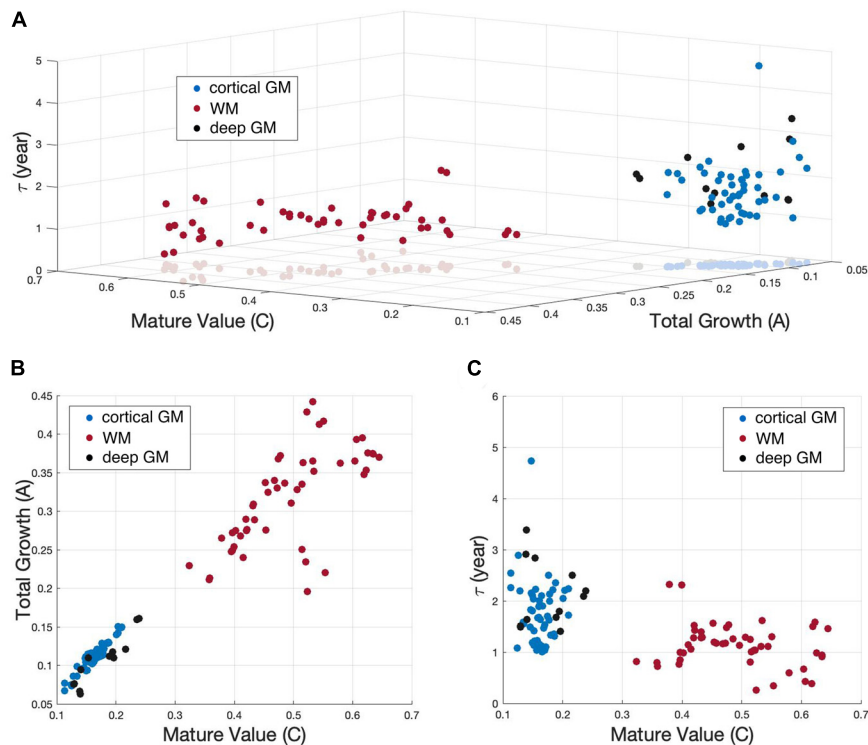 A
5
4
3
2
1
0
τ (year)
cortical GM
WM
deep GM
0.7
0.6
0.5
0.4
0.3
0.2
0.1
Mature Value (C)
0.45
0.4
0.35
0.3
0.25
0.2
0.15
0.1
0.05
Total Growth (A)
B
0.45
0.4
0.35
0.3
0.25
0.2
0.15
0.1
0.05
Total Growth (A)
cortical GM
WM
deep GM
0.1
0.2
0.3
0.4
0.5
0.6
0.7
Mature Value (C)
C
6
5
4
3
2
1
0
τ (year)
cortical GM
WM
deep GM
0.1
0.2
0.3
0.4
0.5
0.6
0.7
Mature Value (C)